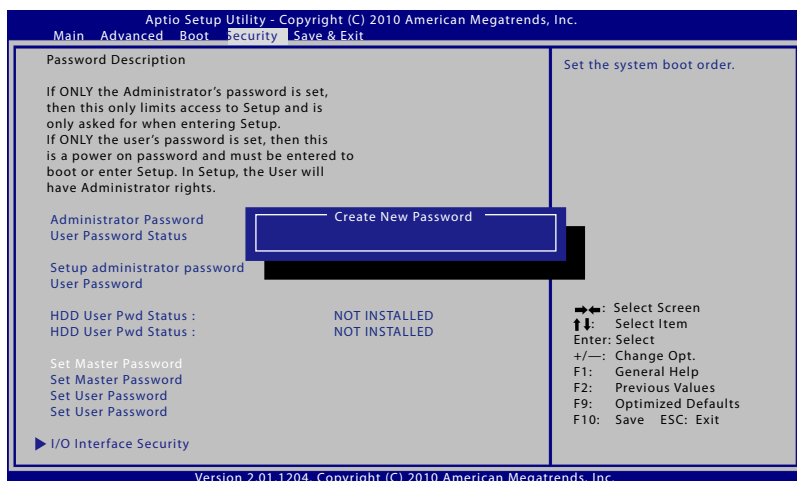 Aptio Setup Utility - Copyright (C) 2010 American Megatrends, Inc.
Main Advanced Boot Security Save & Exit
Password Description
If ONLY the Administrator's password is set,
then this only limits access to Setup and is
only asked for when entering Setup.
If ONLY the user's password is set, then this
is a power on password and must be entered to
boot or enter Setup. In Setup, the User will
have Administrator rights.
Administrator Password
User Password Status
Create New Password
Setup administrator password
User Password
HDD User Pwd Status : NOT INSTALLED
HDD User Pwd Status : NOT INSTALLED
Set Master Password
Set Master Password
Set User Password
Set User Password
I/O Interface Security
Set the system boot order.
➡⬅: Select Screen
⬆⬇: Select Item
Enter: Select
+/—: Change Opt.
F1: General Help
F2: Previous Values
F9: Optimized Defaults
F10: Save ESC: Exit
Version 2.01.1204. Copyright (C) 2010 American Megatrends, Inc.